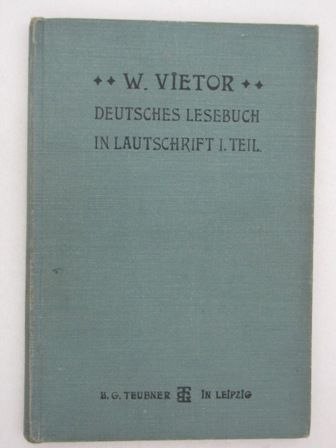 W. VIËTOR
DEUTSCHES LESEBUCH
IN LAUTSCHRIFT I. TEIL.
B. G. TEUBNER IN LEIPZIG